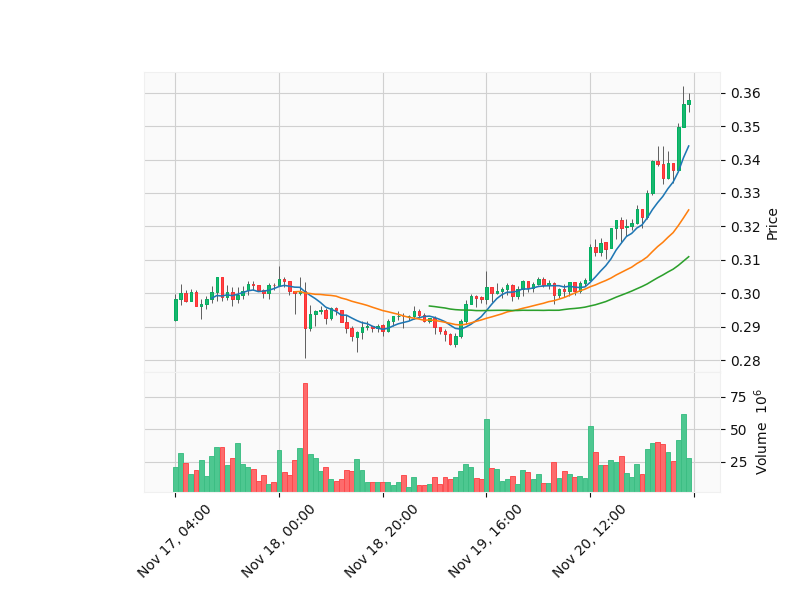 0.36
0.35
0.34
0.33
0.32
0.31
0.30
0.29
0.28
Price
75
50
25
Volume 10⁶
Nov 17, 04:00
Nov 18, 00:00
Nov 18, 20:00
Nov 19, 16:00
Nov 20, 12:00